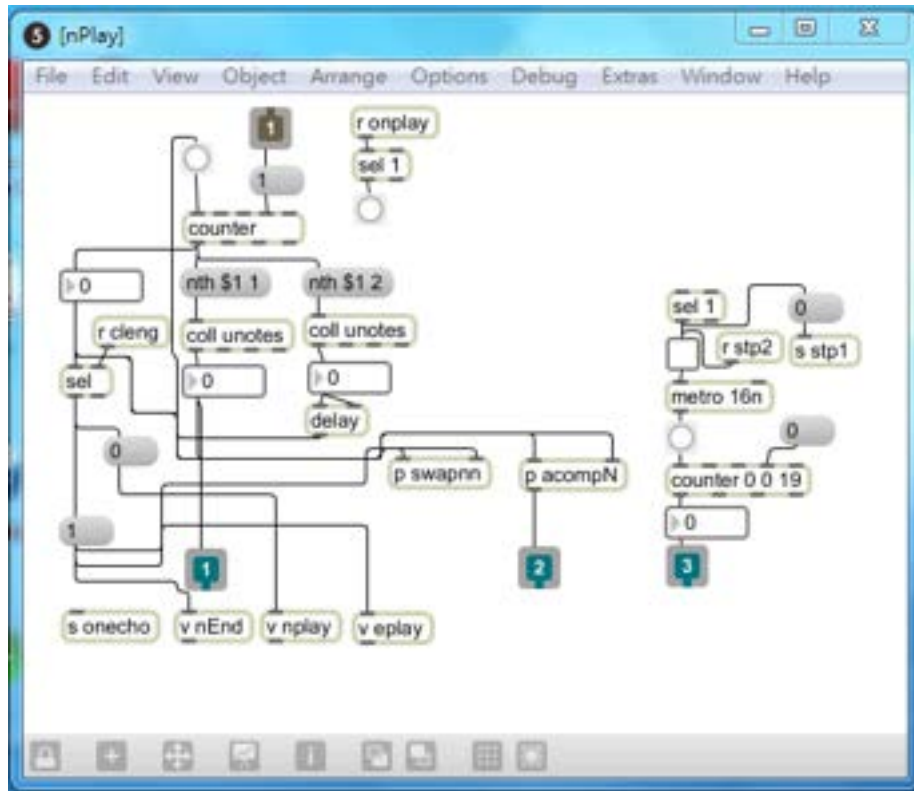 5 [nPlay]
File Edit View Object Arrange Options Debug Extras Window Help
1
r onplay
sel 1
1
counter
0
nth $1 1
nth $1 2
r cleng
coll unotes
coll unotes
sel
0
0
delay
0
p swapnn
p acompN
1
1
2
s onecho
v nEnd
v nplay
v eplay
sel 1
0
r stp2
s stp1
metro 16n
0
counter 0 0 19
0
3